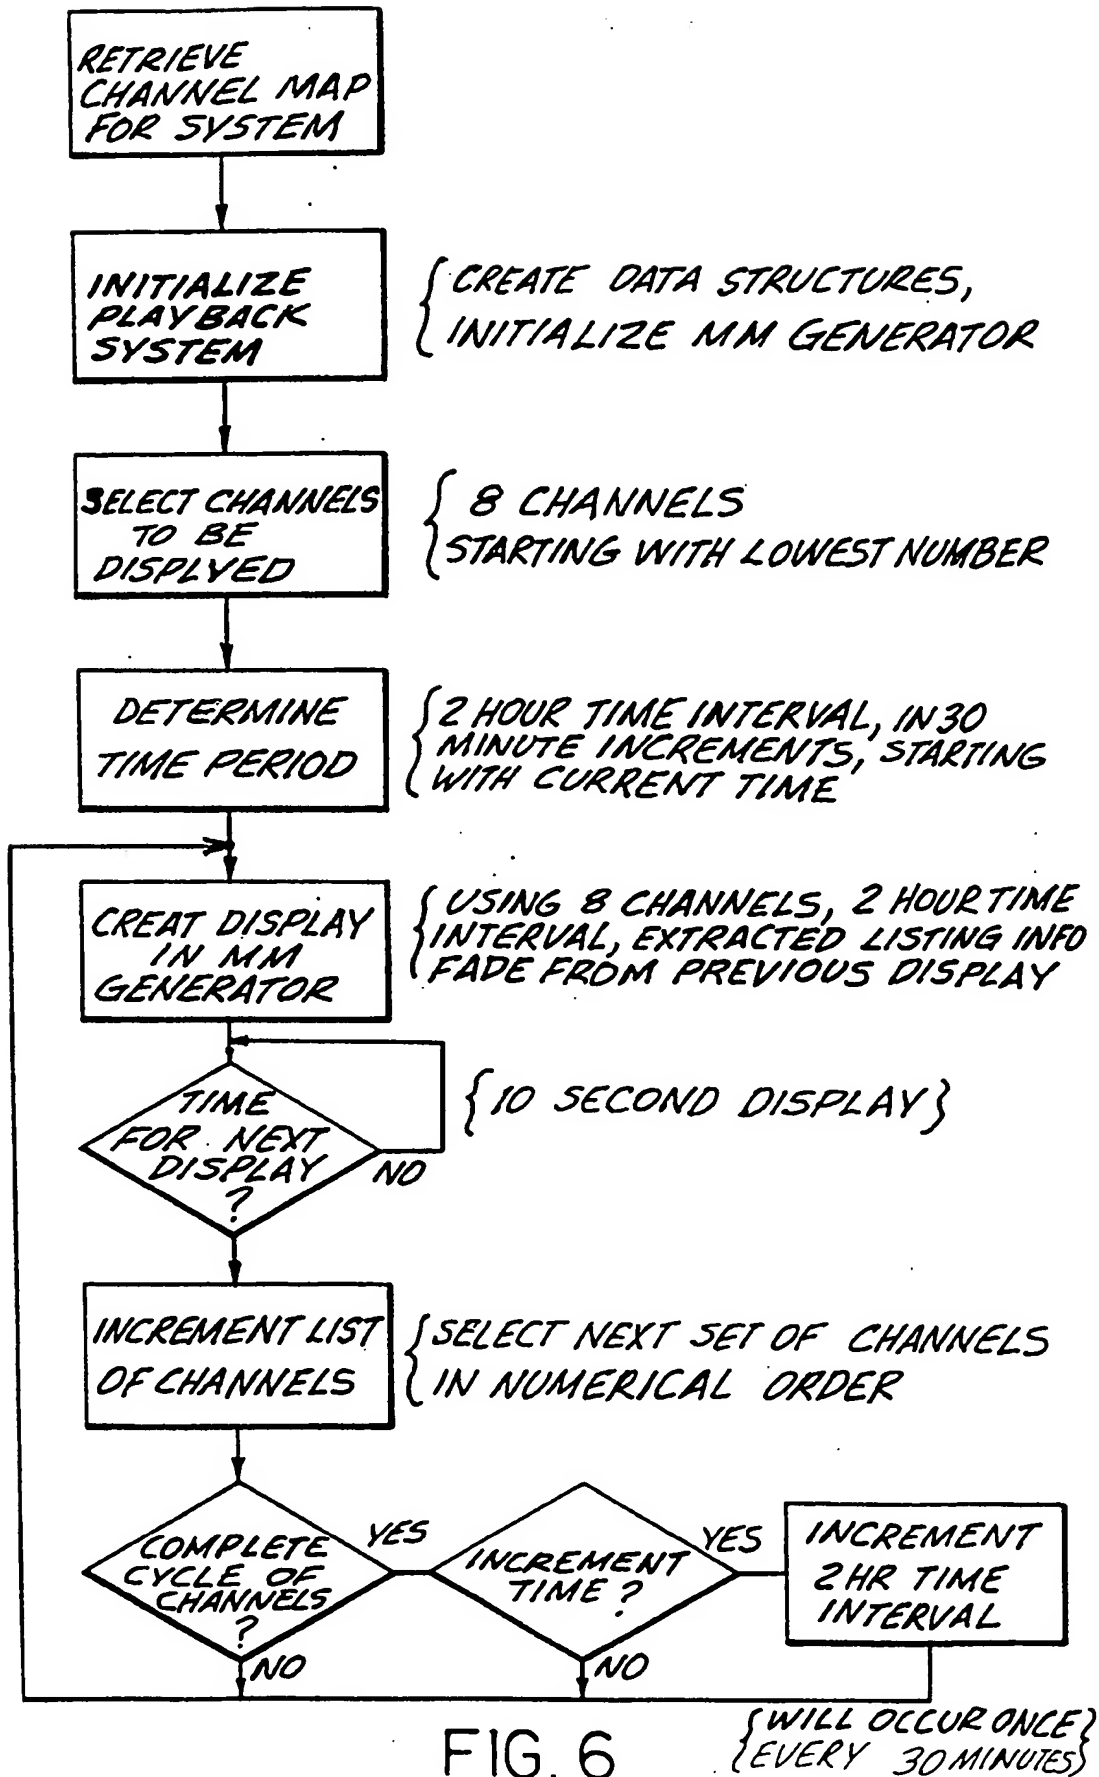 RETRIEVE
CHANNEL MAP
FOR SYSTEM
INITIALIZE
PLAYBACK
SYSTEM
{ CREATE DATA STRUCTURES,
INITIALIZE MM GENERATOR
SELECT CHANNELS
TO BE
DISPLYED
{ 8 CHANNELS
STARTING WITH LOWEST NUMBER
DETERMINE
TIME PERIOD
{ 2 HOUR TIME INTERVAL, IN 30
MINUTE INCREMENTS, STARTING
WITH CURRENT TIME
CREAT DISPLAY
IN MM
GENERATOR
{ USING 8 CHANNELS, 2 HOUR TIME
INTERVAL, EXTRACTED LISTING INFO
FADE FROM PREVIOUS DISPLAY
TIME
FOR NEXT
DISPLAY
?
NO
{ 10 SECOND DISPLAY }
INCREMENT LIST
OF CHANNELS
{ SELECT NEXT SET OF CHANNELS
IN NUMERICAL ORDER
COMPLETE
CYCLE OF
CHANNELS
?
YES
NO
INCREMENT
TIME ?
YES
NO
INCREMENT
2 HR TIME
INTERVAL
{ WILL OCCUR ONCE }
EVERY 30 MINUTES
FIG. 6